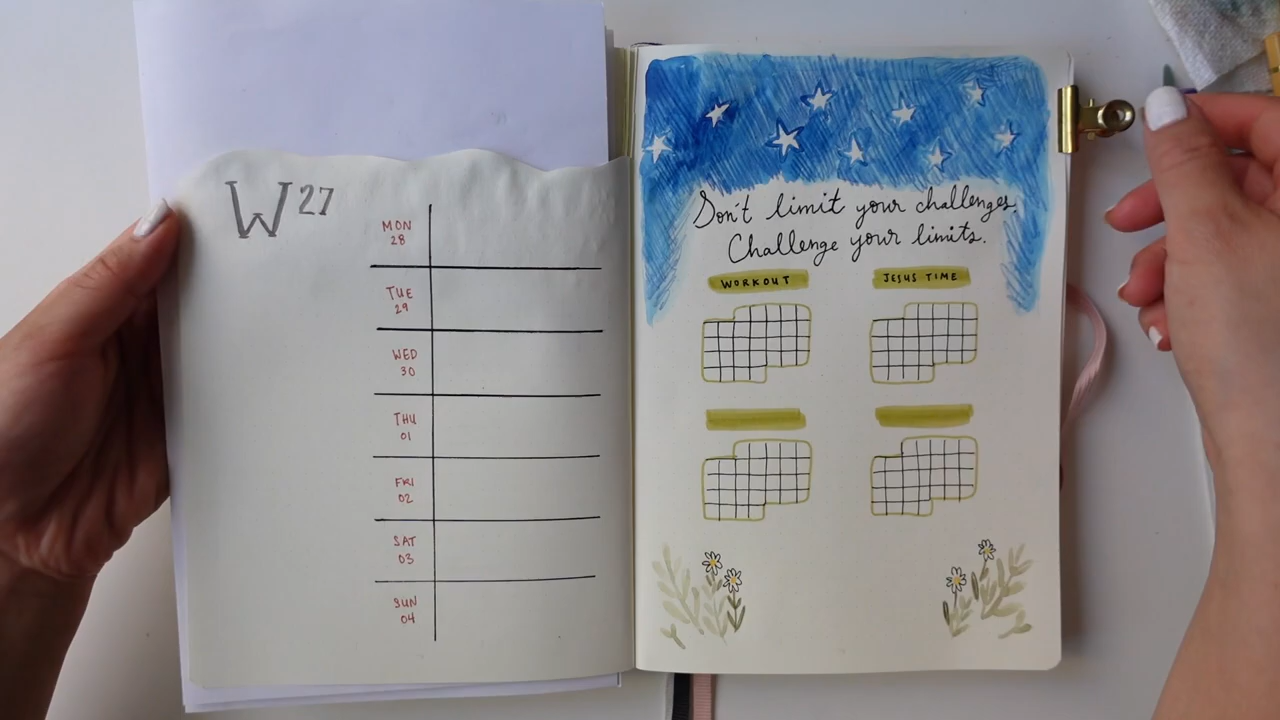 W27
MON
28
TUE
29
WED
30
THU
01
FRI
02
SAT
03
SUN
04
Don't limit your challenges.
Challenge your limits.
WORKOUT
JESUS TIME